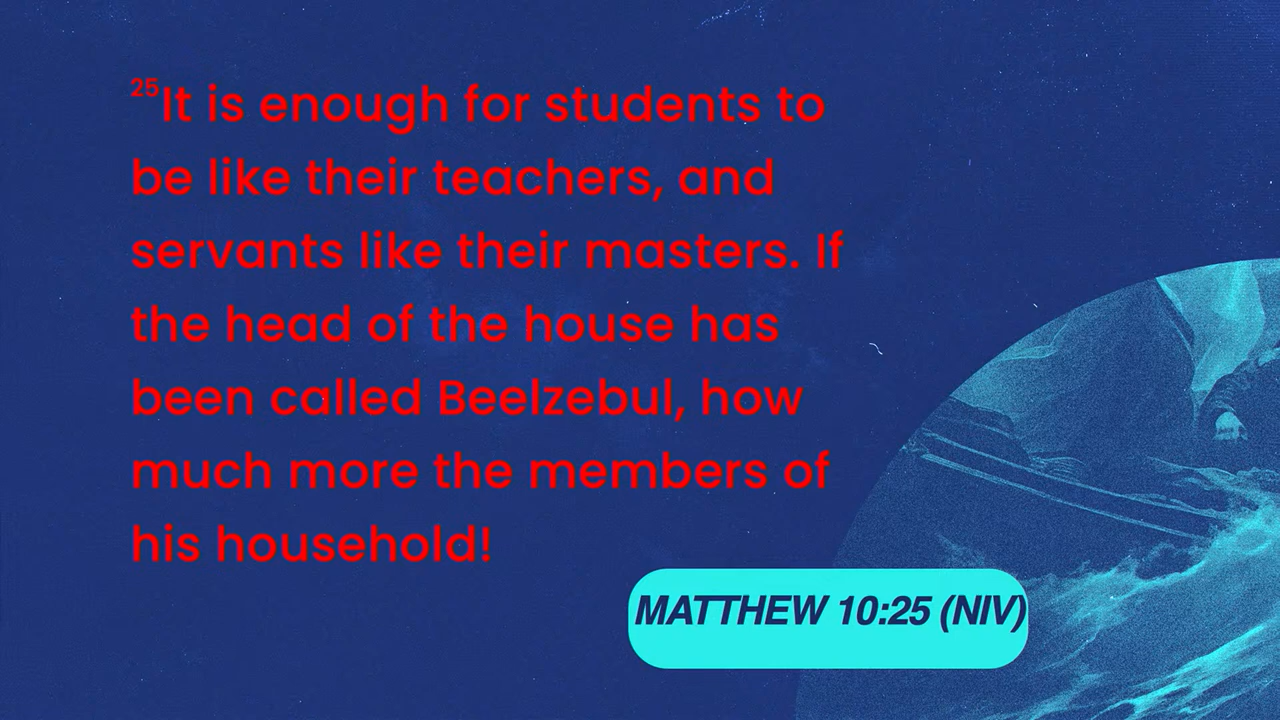 25It is enough for students to
be like their teachers, and
servants like their masters. If
the head of the house has
been called Beelzebul, how
much more the members of
his household!
MATTHEW 10:25 (NIV)